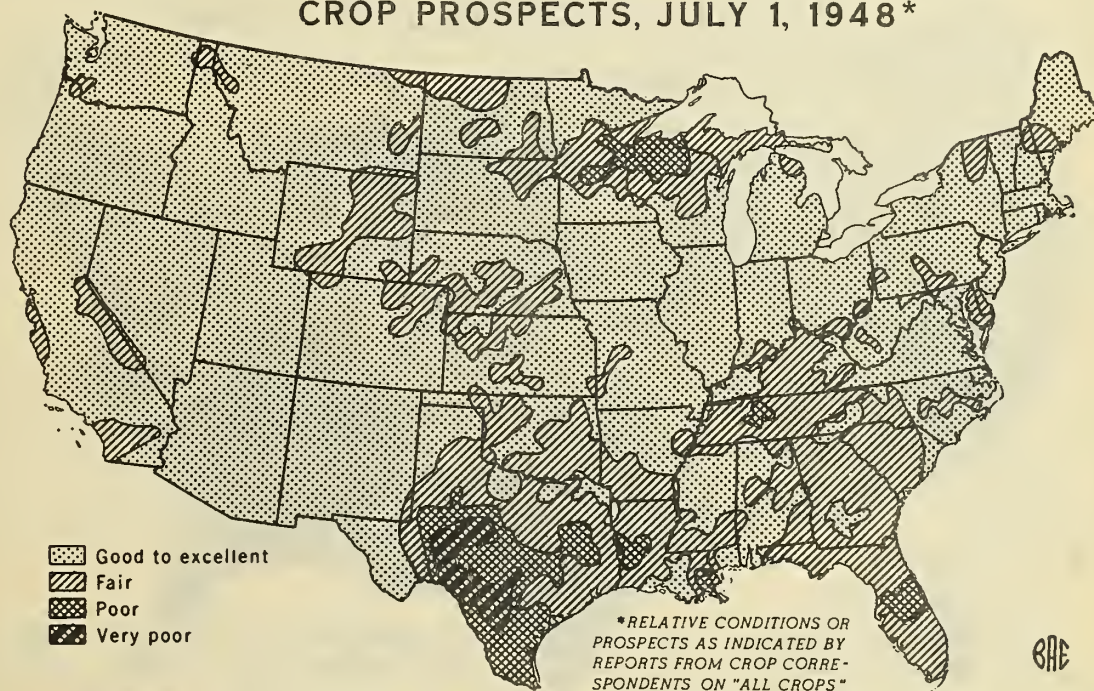 CROP PROSPECTS, JULY 1, 1948*
Good to excellent
Fair
Poor
Very poor
*RELATIVE CONDITIONS OR
PROSPECTS AS INDICATED BY
REPORTS FROM CROP CORRE-
SPONDENTS ON "ALL CROPS"
BAE